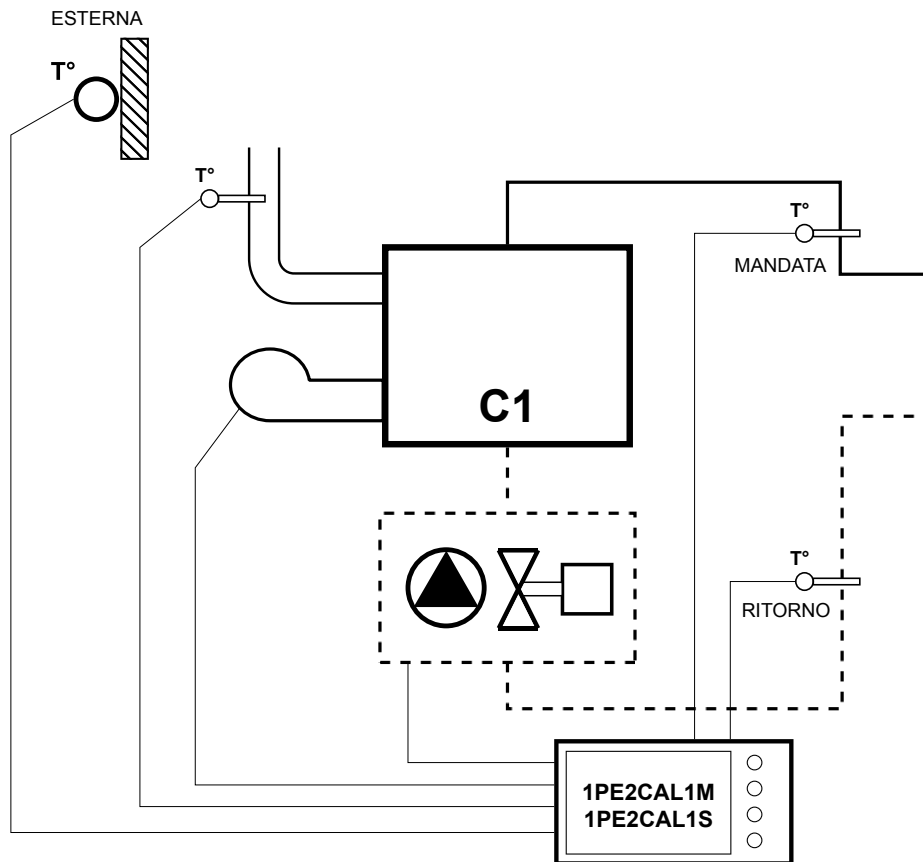 ESTERNA
T°
T°
T°
MANDATA
C1
T°
RITORNO
1PE2CAL1M
1PE2CAL1S